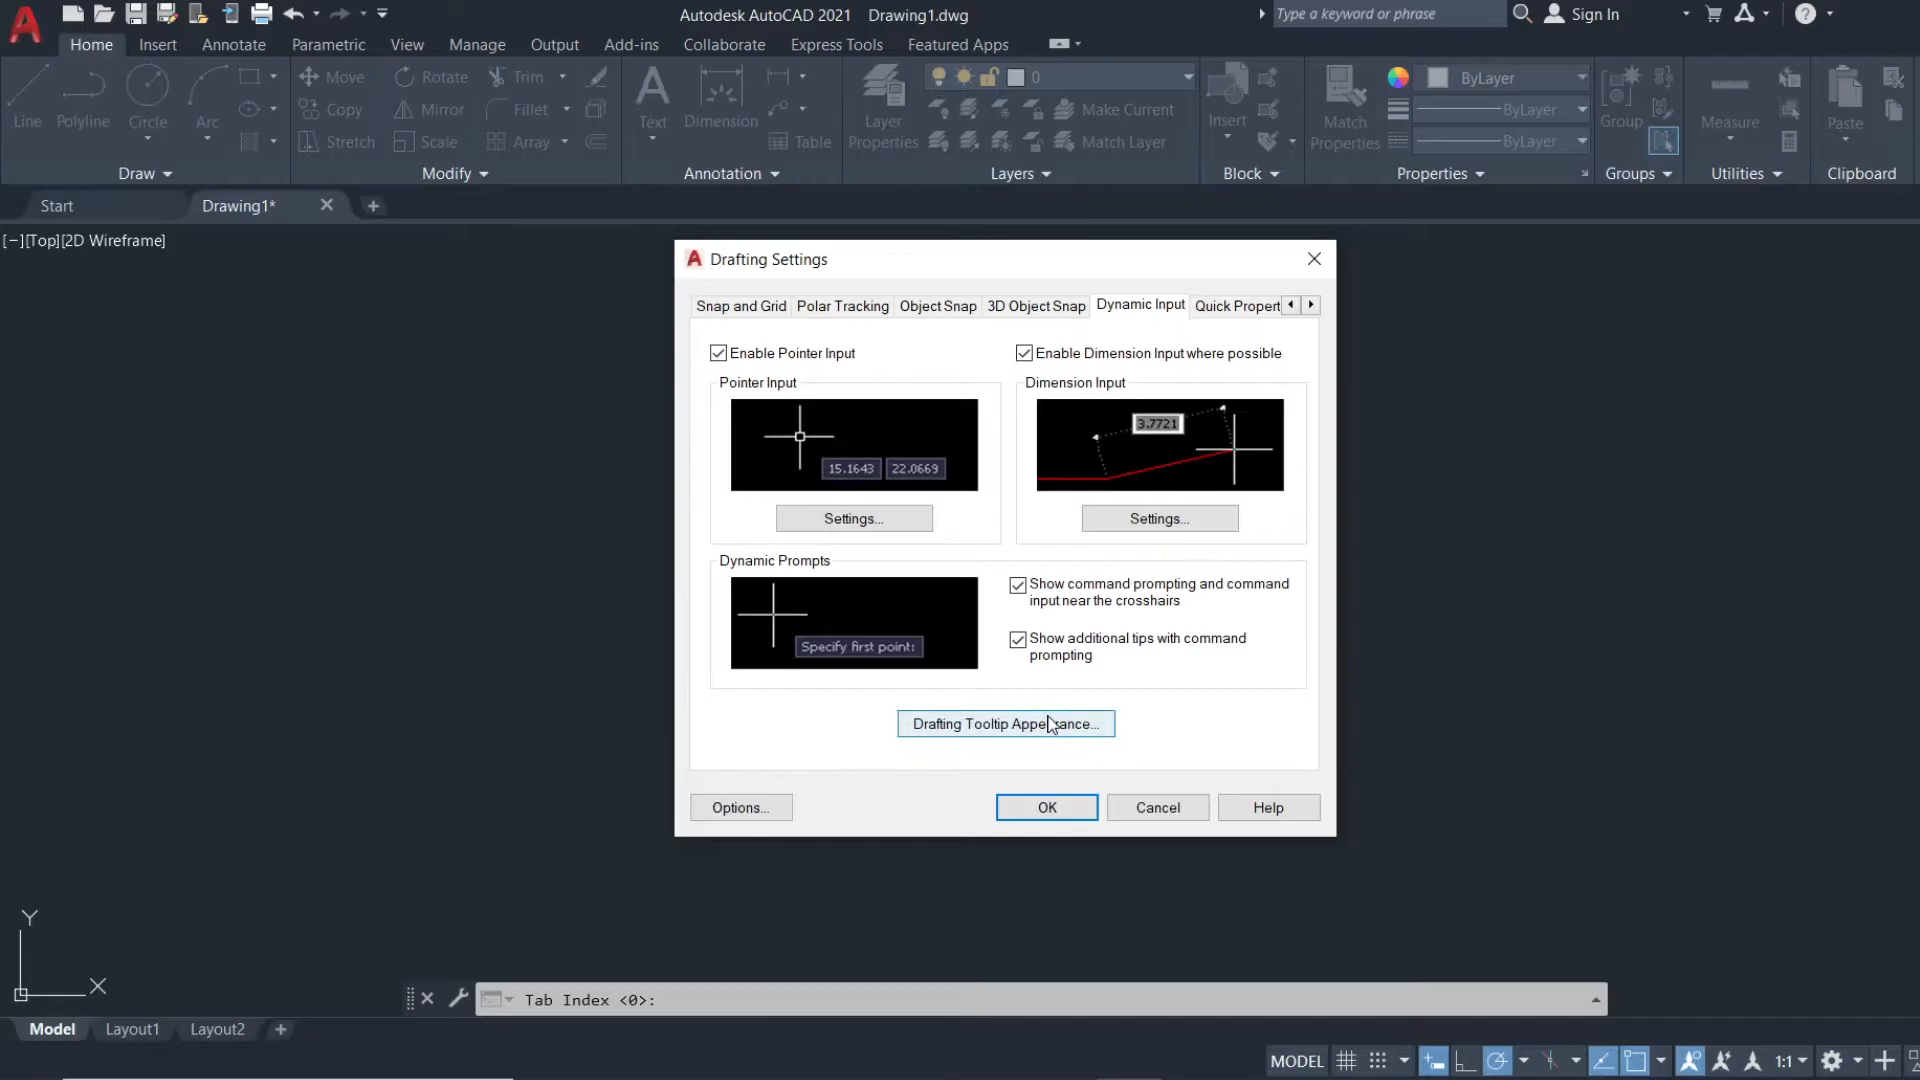 Autodesk AutoCAD 2021 Drawing1.dwg
Type a keyword or phrase
Sign In
Home Insert Annotate Parametric View Manage Output Add-ins Collaborate Express Tools Featured Apps
Line
Polyline
Circle
Arc
Draw
Move
Rotate
Trim
Copy
Mirror
Fillet
Stretch
Scale
Array
Modify
Text
Dimension
Table
Annotation
Layer
Properties
0
Make Current
Match Layer
Layers
Insert
Block
Match
Properties
ByLayer
ByLayer
ByLayer
Properties
Group
Groups
Measure
Utilities
Paste
Clipboard
Start
Drawing1*
[−][Top][2D Wireframe]
Drafting Settings
Snap and Grid Polar Tracking Object Snap 3D Object Snap Dynamic Input Quick Propert
Enable Pointer Input
Enable Dimension Input where possible
Pointer Input
15.1643 22.0669
Settings...
Dimension Input
3.7721
Settings...
Dynamic Prompts
Specify first point:
Show command prompting and command
input near the crosshairs
Show additional tips with command
prompting
Drafting Tooltip Appearance...
Options...
OK
Cancel
Help
Y
X
Tab Index <0>:
Model Layout1 Layout2
MODEL
1:1